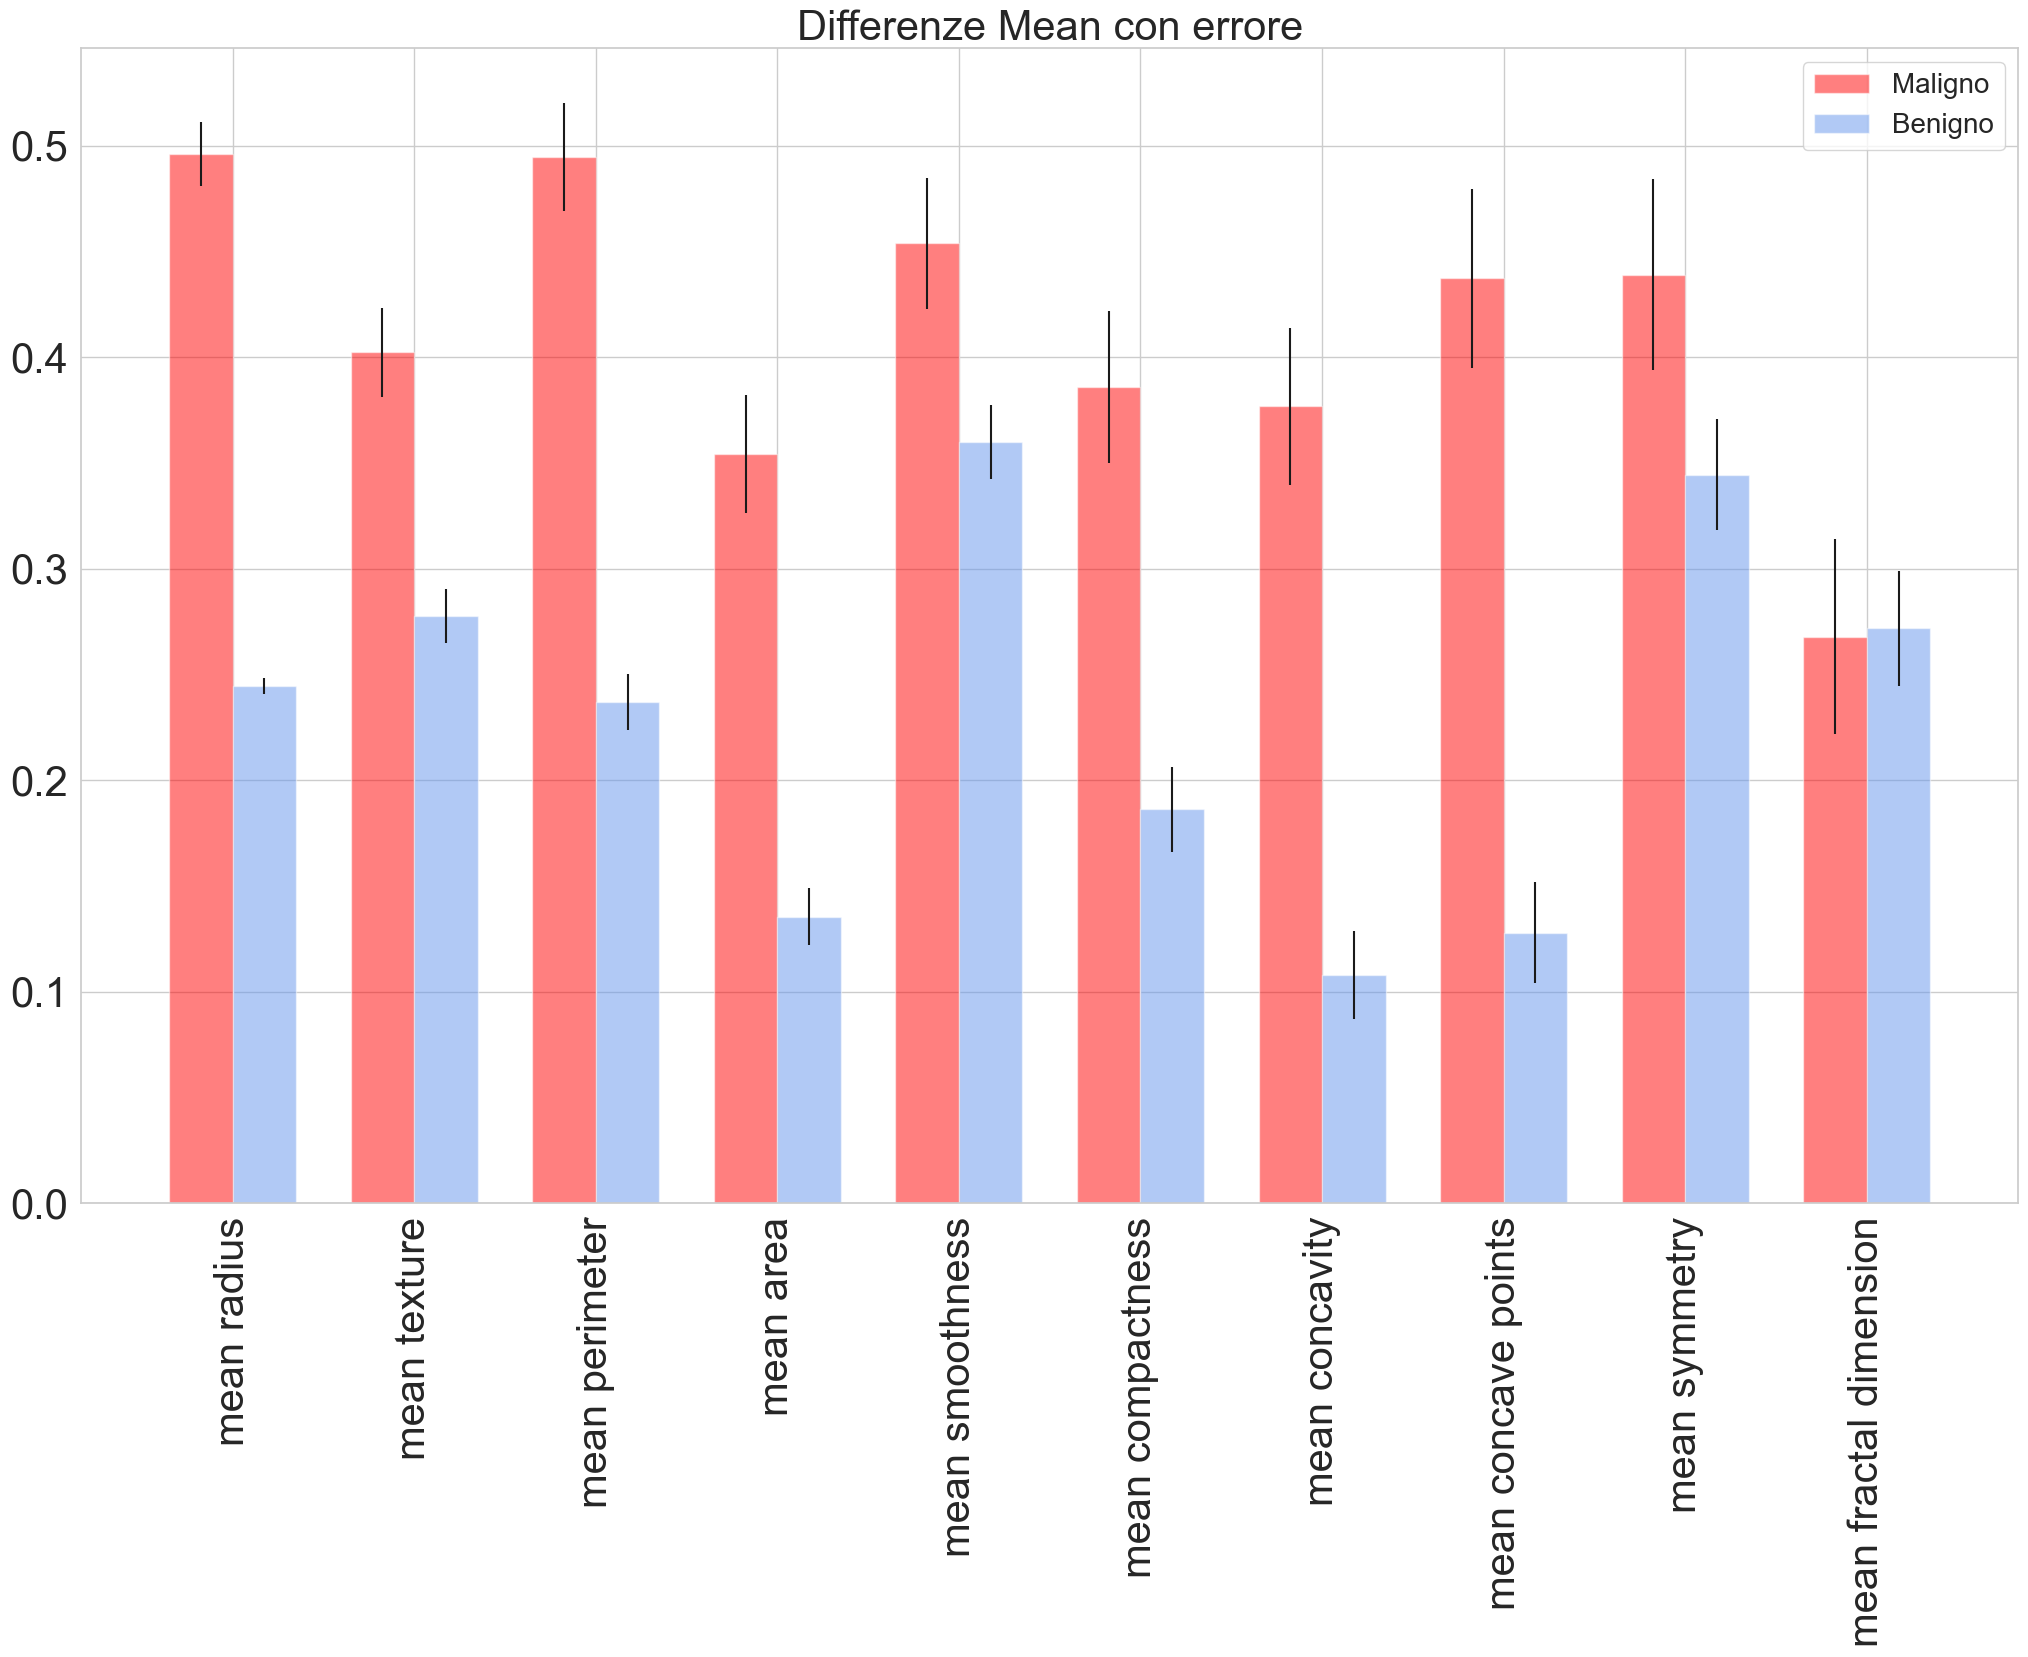 Differenze Mean con errore
Maligno
Benigno
0.5
0.4
0.3
0.2
0.1
0.0
mean radius
mean texture
mean perimeter
mean area
mean smoothness
mean compactness
mean concavity
mean concave points
mean symmetry
mean fractal dimension